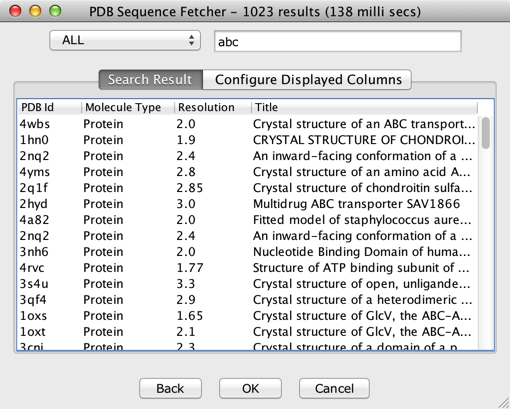 PDB Sequence Fetcher – 1023 results (138 milli secs)
ALL abc
Search Result Configure Displayed Columns
PDB Id Molecule Type Resolution Title
4wbs Protein 2.0 Crystal structure of an ABC transport...
1hn0 Protein 1.9 CRYSTAL STRUCTURE OF CHONDROI...
2nq2 Protein 2.4 An inward-facing conformation of a ...
4yms Protein 2.8 Crystal structure of an amino acid A...
2q1f Protein 2.85 Crystal structure of chondroitin sulfa...
2hyd Protein 3.0 Multidrug ABC transporter SAV1866
4a82 Protein 2.0 Fitted model of staphylococcus aure...
2nq2 Protein 2.4 An inward-facing conformation of a ...
3nh6 Protein 2.0 Nucleotide Binding Domain of huma...
4rvc Protein 1.77 Structure of ATP binding subunit of ...
3s4u Protein 3.3 Crystal structure of open, unligande...
3qf4 Protein 2.9 Crystal structure of a heterodimeric ...
1oxs Protein 1.65 Crystal structure of GlcV, the ABC-A...
1oxt Protein 2.1 Crystal structure of GlcV, the ABC-A...
3cni Protein 2.3 Crystal structure of a domain of a p...
Back OK Cancel